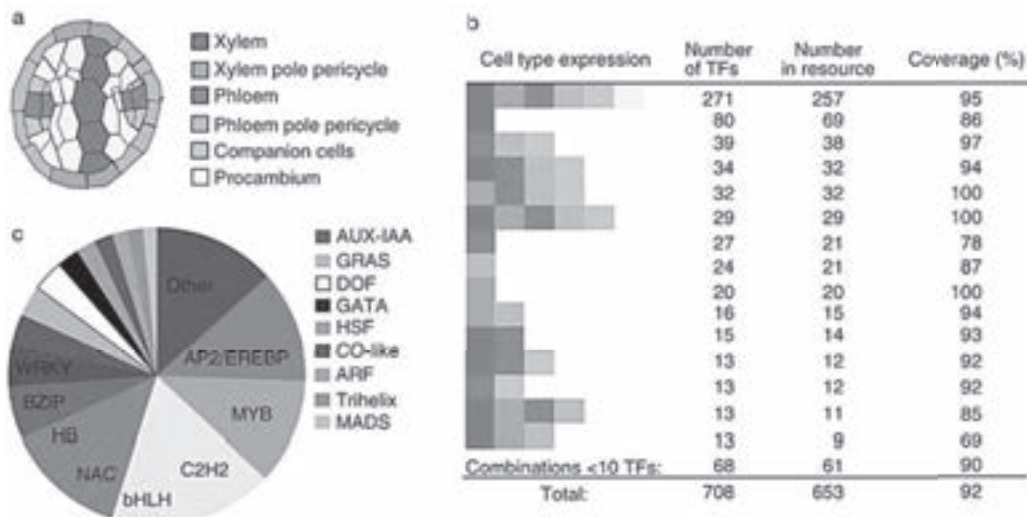 a
Xylem
Xylem pole pericycle
Phloem
Phloem pole pericycle
Companion cells
Procambium
b
Cell type expression Number of TFs Number in resource Coverage (%)
271 257 95
80 69 86
39 38 97
34 32 94
32 32 100
29 29 100
27 21 78
24 21 87
20 20 100
16 15 94
15 14 93
13 12 92
13 12 92
13 11 85
13 9 69
Combinations <10 TFs: 68 61 90
Total: 708 653 92
c
Other
AP2/EREBP
MYB
C2H2
bHLH
NAC
HB
BZIP
WRKY
AUX-IAA
GRAS
DOF
GATA
HSF
CO-like
ARF
Trihelix
MADS